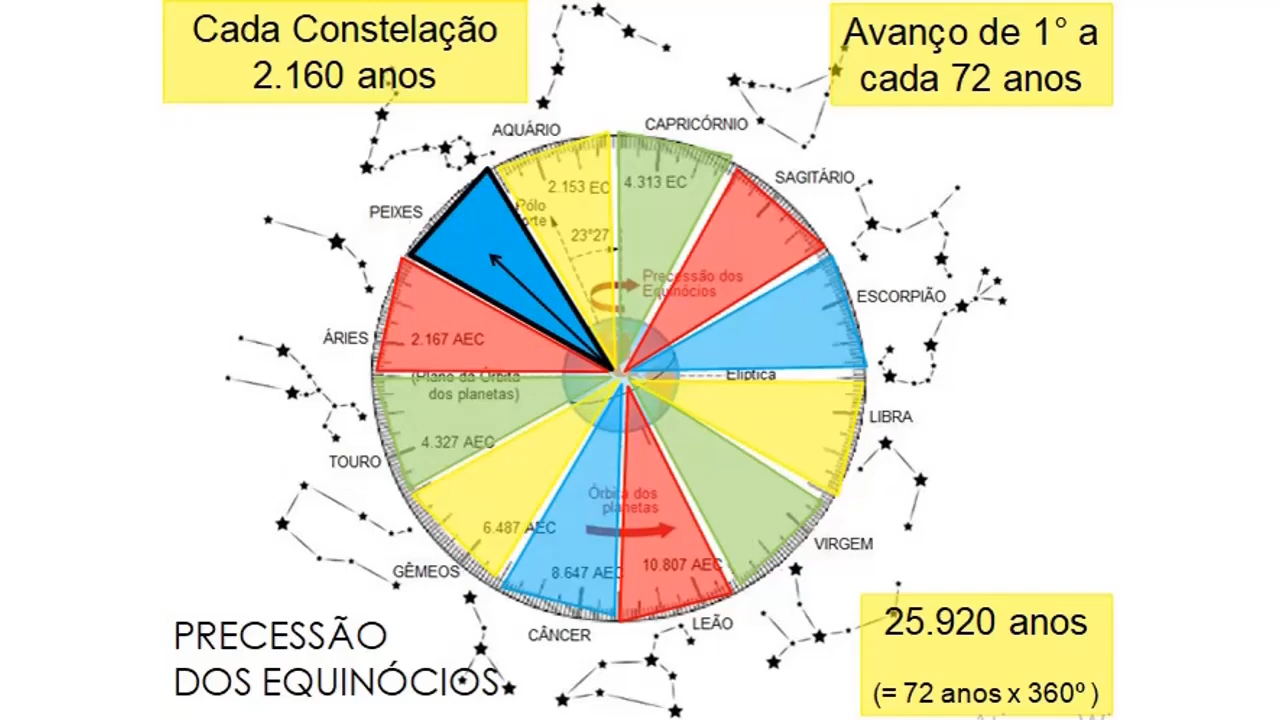 Cada Constelação
2.160 anos
Avanço de 1° a
cada 72 anos
AQUÁRIO
CAPRICÓRNIO
SAGITÁRIO
PEIXES
2.153 EC
4.313 EC
Pólo
23°27
Precessão dos
Equinócios
ESCORPIÃO
ÁRIES
2.167 AEC
(Plano da Órbita
dos planetas)
Elíptica
LIBRA
4.327 AEC
TOURO
Órbita dos
planetas
6.487 AEC
VIRGEM
GÊMEOS
8.647 AEC
10.807 AEC
CÂNCER
LEÃO
PRECESSÃO
DOS EQUINÓCIOS
25.920 anos
(= 72 anos x 360º )